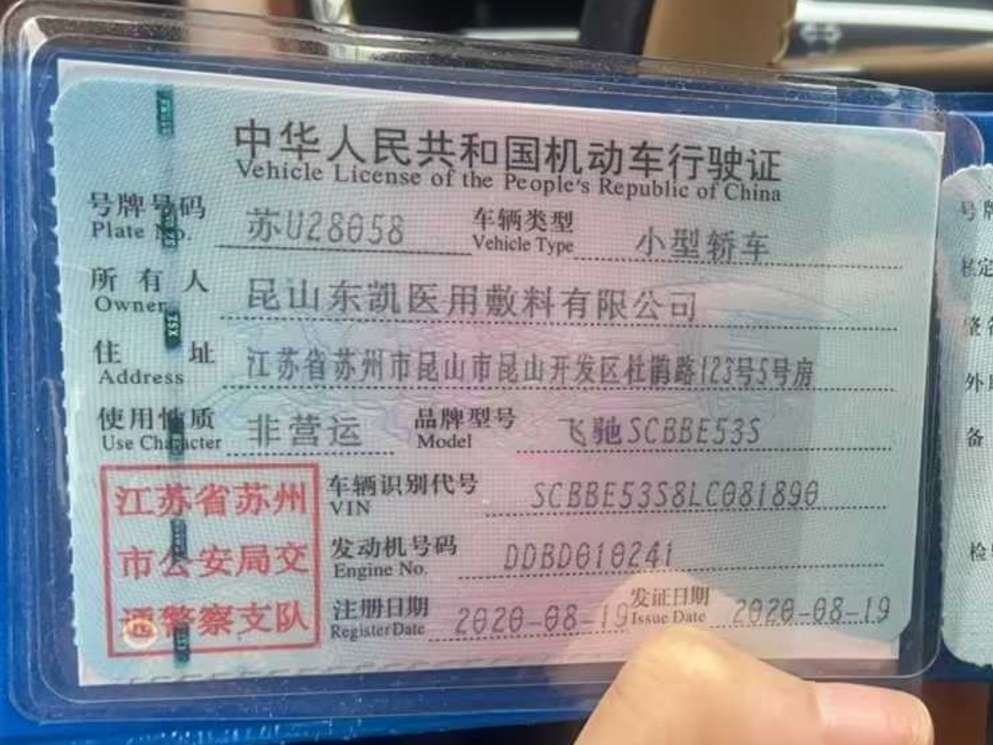 中华人民共和国机动车行驶证
Vehicle License of the People's Republic of China
号牌号码 苏U28058 车辆类型 小型轿车
Plate No. Vehicle Type
所有人 昆山东凯医用敷料有限公司
Owner
住址 江苏省苏州市昆山市昆山开发区杜鹃路123号5号房
Address
使用性质 非营运 品牌型号 飞驰SCBBE53S
Use Character Model
江苏省苏州
市公安局交
通警察支队
车辆识别代号 SCBBE53S8LC081890
VIN
发动机号码 DDBD010241
Engine No.
注册日期 2020-08-19 发证日期 2020-08-19
Register Date Issue Date
号牌
核定
外
备
检